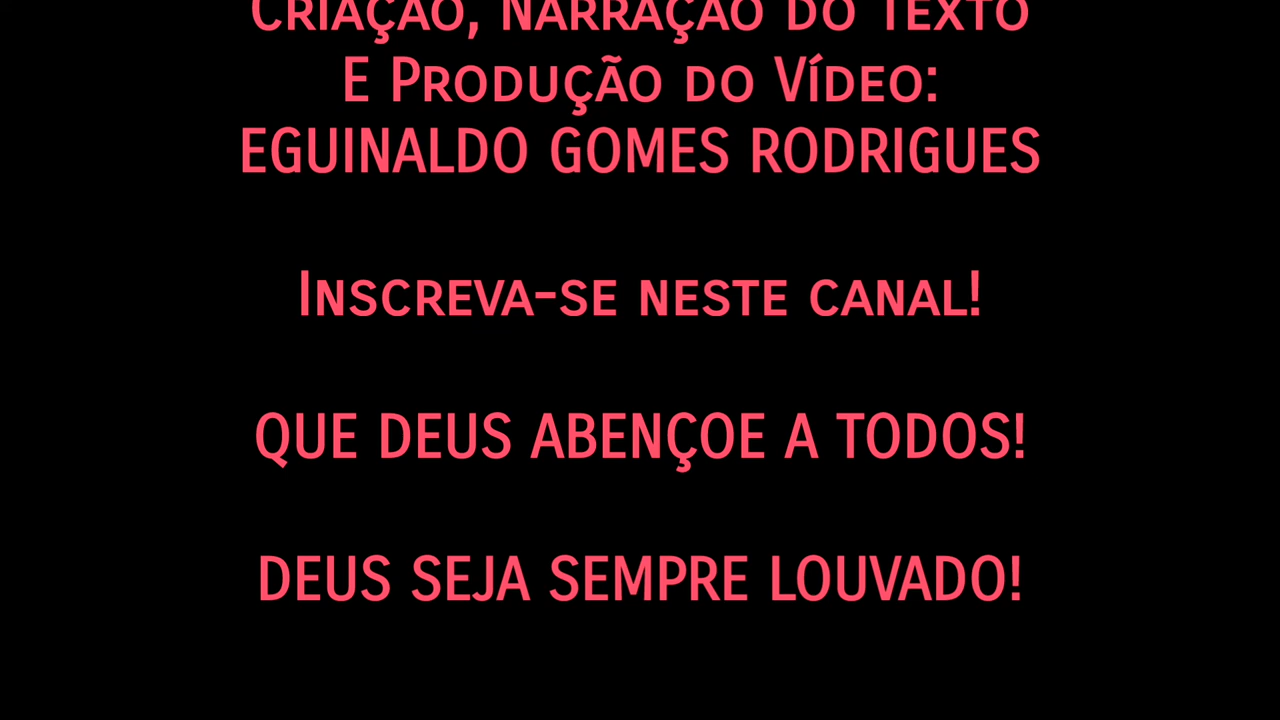 Criação, narração do texto
E Produção do Vídeo:
EGUINALDO GOMES RODRIGUES
Inscreva-se neste canal!
QUE DEUS ABENÇOE A TODOS!
DEUS SEJA SEMPRE LOUVADO!